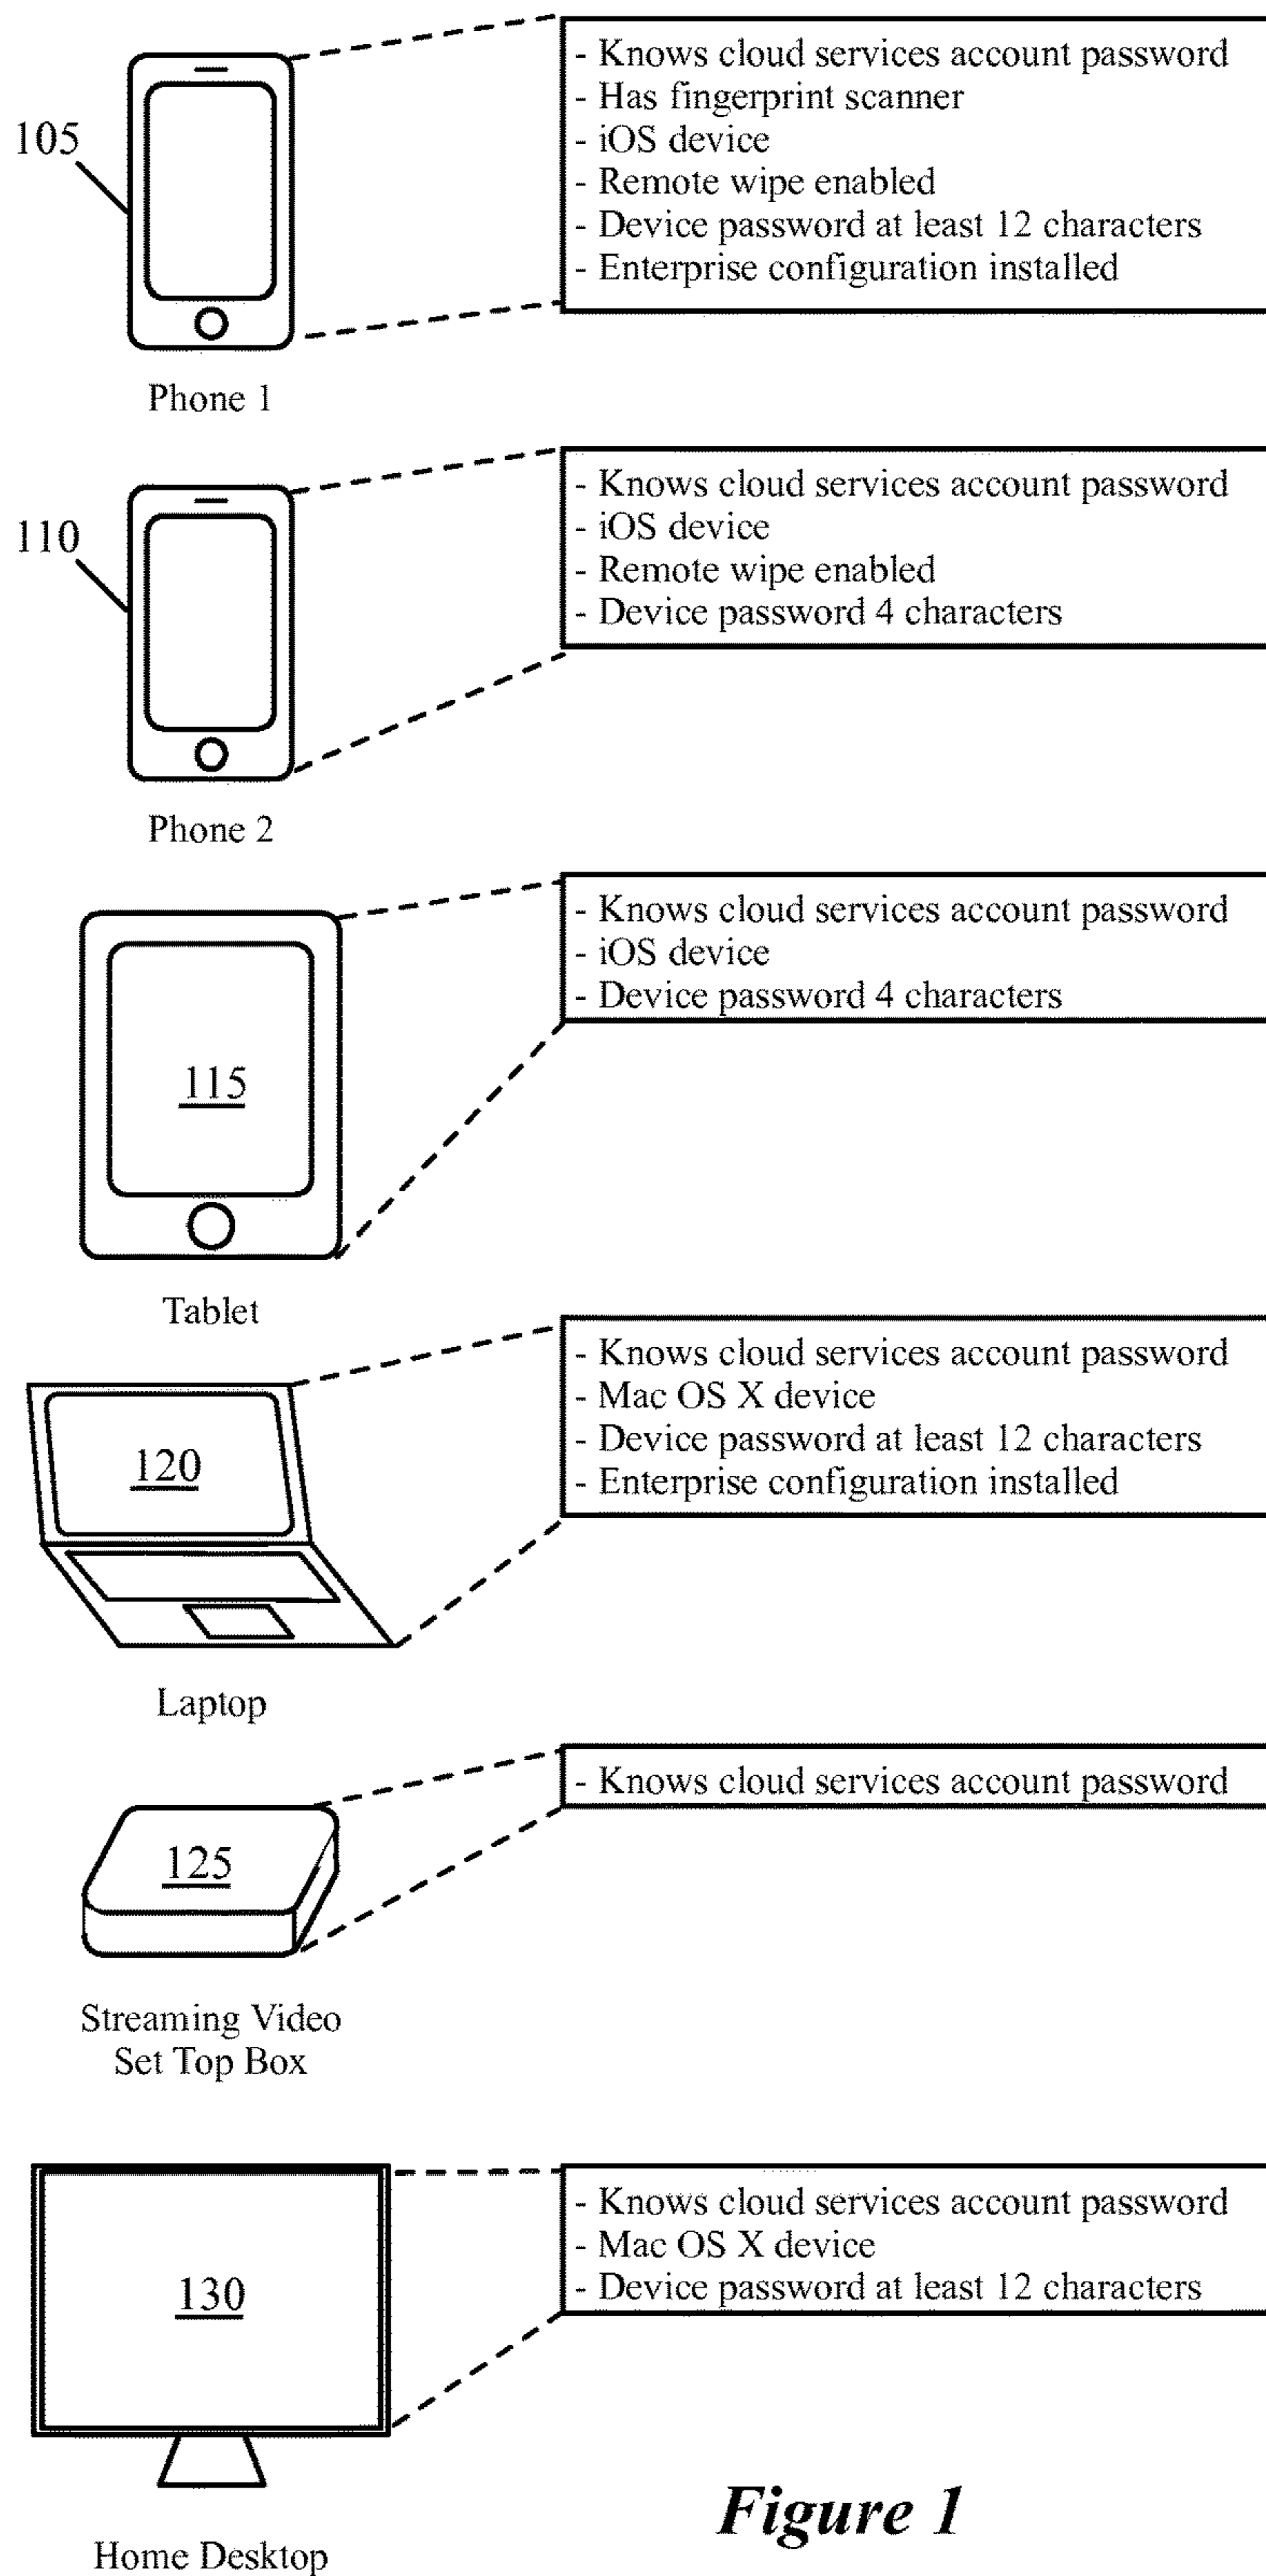 - Knows cloud services account password
- Has fingerprint scanner
- iOS device
- Remote wipe enabled
- Device password at least 12 characters
- Enterprise configuration installed
105
Phone 1
- Knows cloud services account password
- iOS device
- Remote wipe enabled
- Device password 4 characters
110
Phone 2
- Knows cloud services account password
- iOS device
- Device password 4 characters
115
Tablet
- Knows cloud services account password
- Mac OS X device
- Device password at least 12 characters
- Enterprise configuration installed
120
Laptop
- Knows cloud services account password
125
Streaming Video
Set Top Box
- Knows cloud services account password
- Mac OS X device
- Device password at least 12 characters
130
Home Desktop
Figure 1